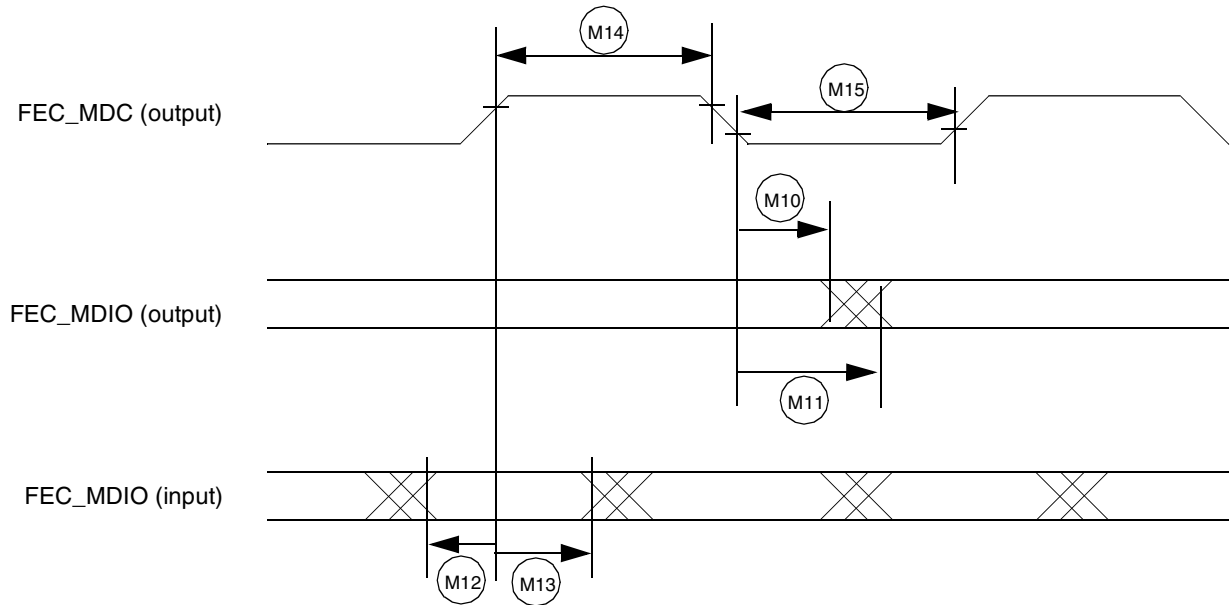 M14
M15
FEC_MDC (output)
M10
FEC_MDIO (output)
M11
FEC_MDIO (input)
M12
M13